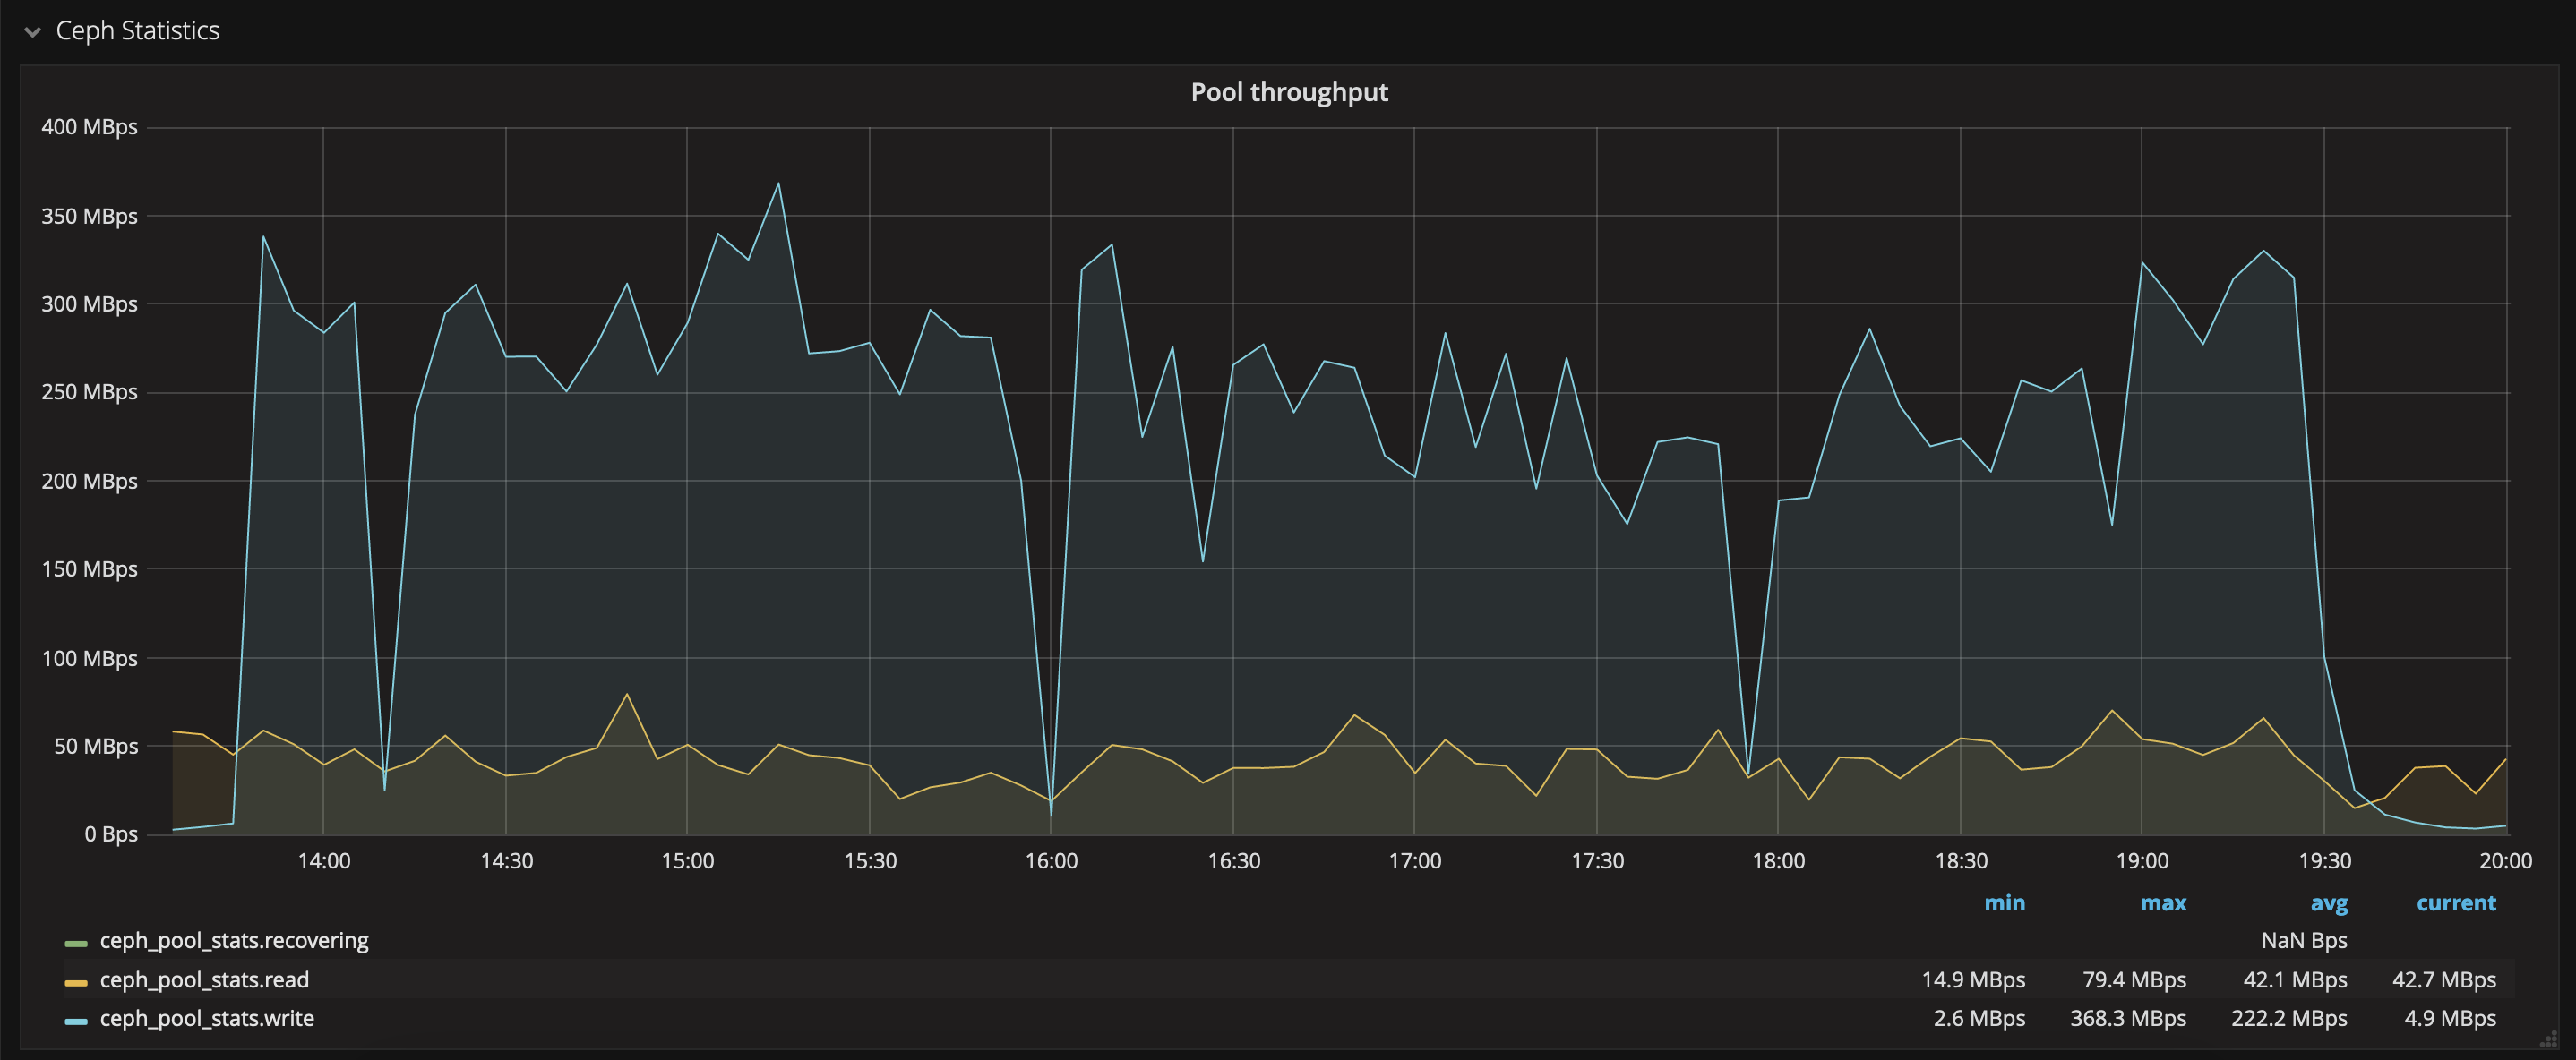 Ceph Statistics
Pool throughput
400 MBps
350 MBps
300 MBps
250 MBps
200 MBps
150 MBps
100 MBps
50 MBps
0 Bps
14:00 14:30 15:00 15:30 16:00 16:30 17:00 17:30 18:00 18:30 19:00 19:30 20:00
min max avg current
ceph_pool_stats.recovering NaN Bps
ceph_pool_stats.read 14.9 MBps 79.4 MBps 42.1 MBps 42.7 MBps
ceph_pool_stats.write 2.6 MBps 368.3 MBps 222.2 MBps 4.9 MBps